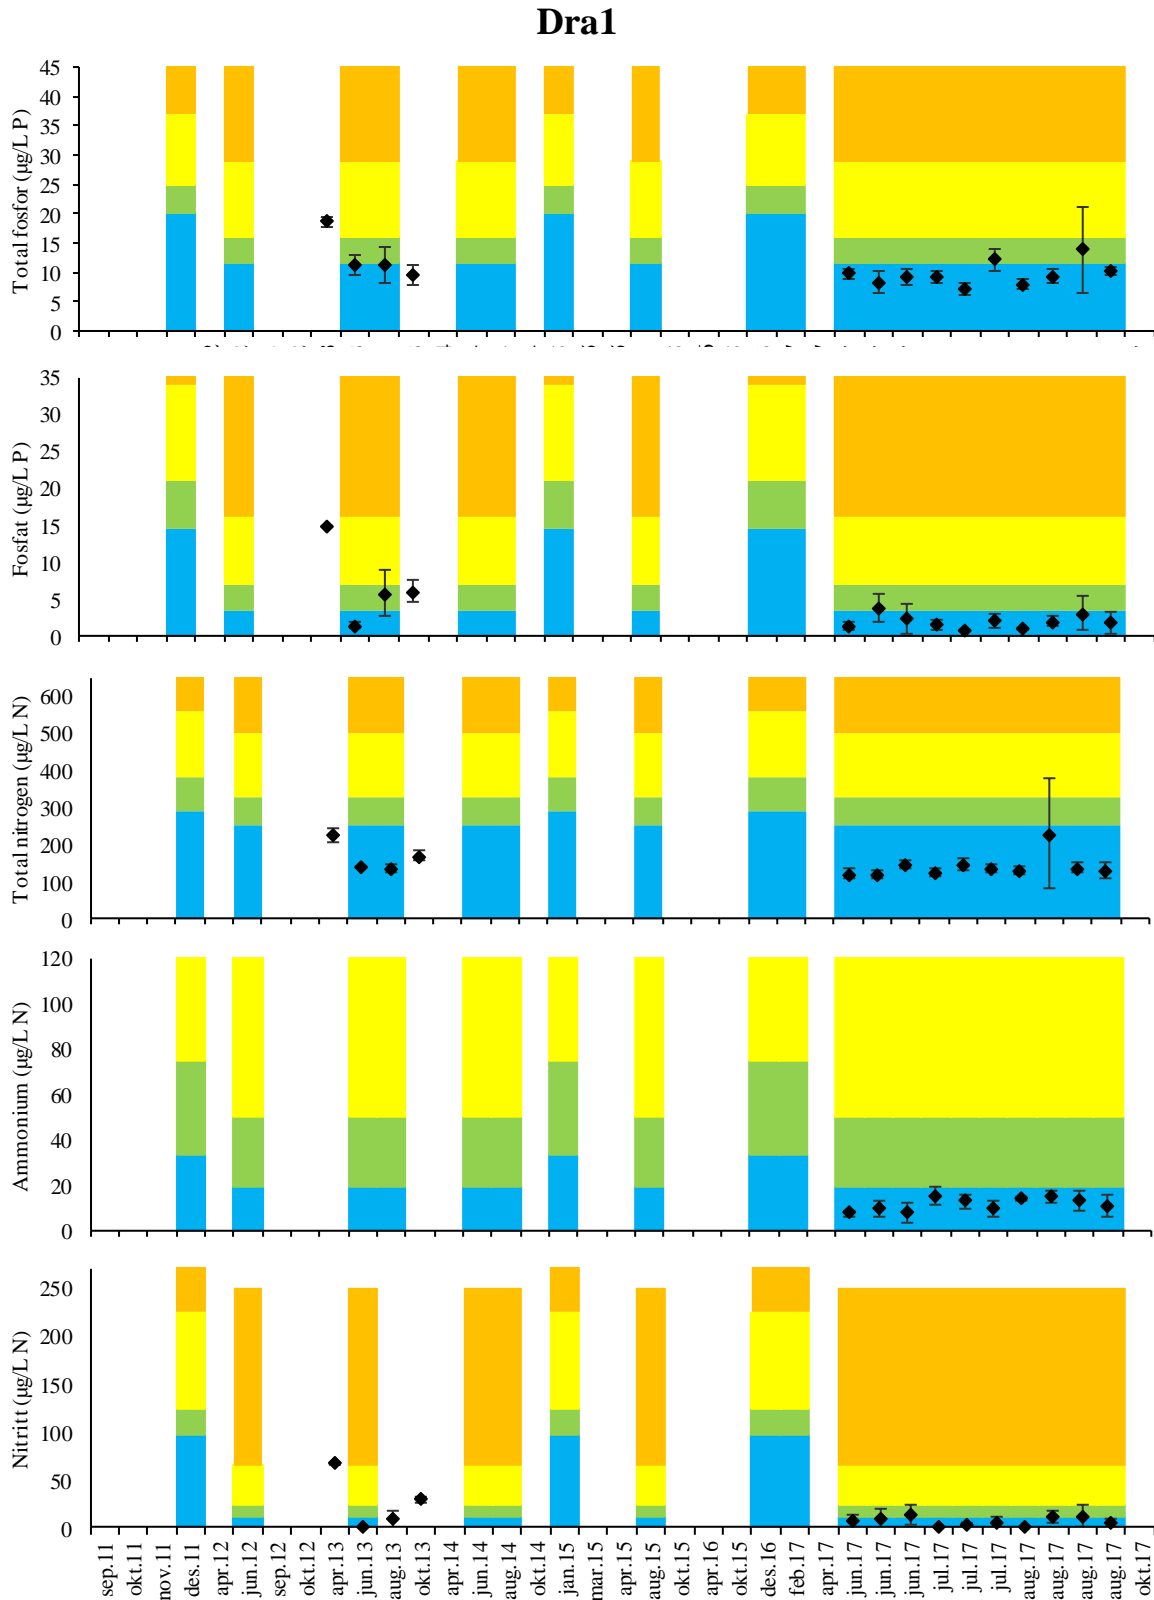 Dra1
Total fosfor (µg/L P)
45
40
35
30
25
20
15
10
5
0
Fosfat (µg/L P)
35
30
25
20
15
10
5
0
Total nitrogen (µg/L N)
600
500
400
300
200
100
0
Ammonium (µg/L N)
120
100
80
60
40
20
0
Nitritt (µg/L N)
250
200
150
100
50
0
sep.11
okt.11
nov.11
des.11
apr.12
jun.12
sep.12
okt.12
apr.13
jun.13
aug.13
okt.13
apr.14
jun.14
aug.14
okt.14
jan.15
mar.15
apr.15
aug.15
okt.15
apr.16
okt.15
des.16
feb.17
apr.17
jun.17
jun.17
jun.17
jul.17
jul.17
jul.17
aug.17
aug.17
aug.17
aug.17
okt.17